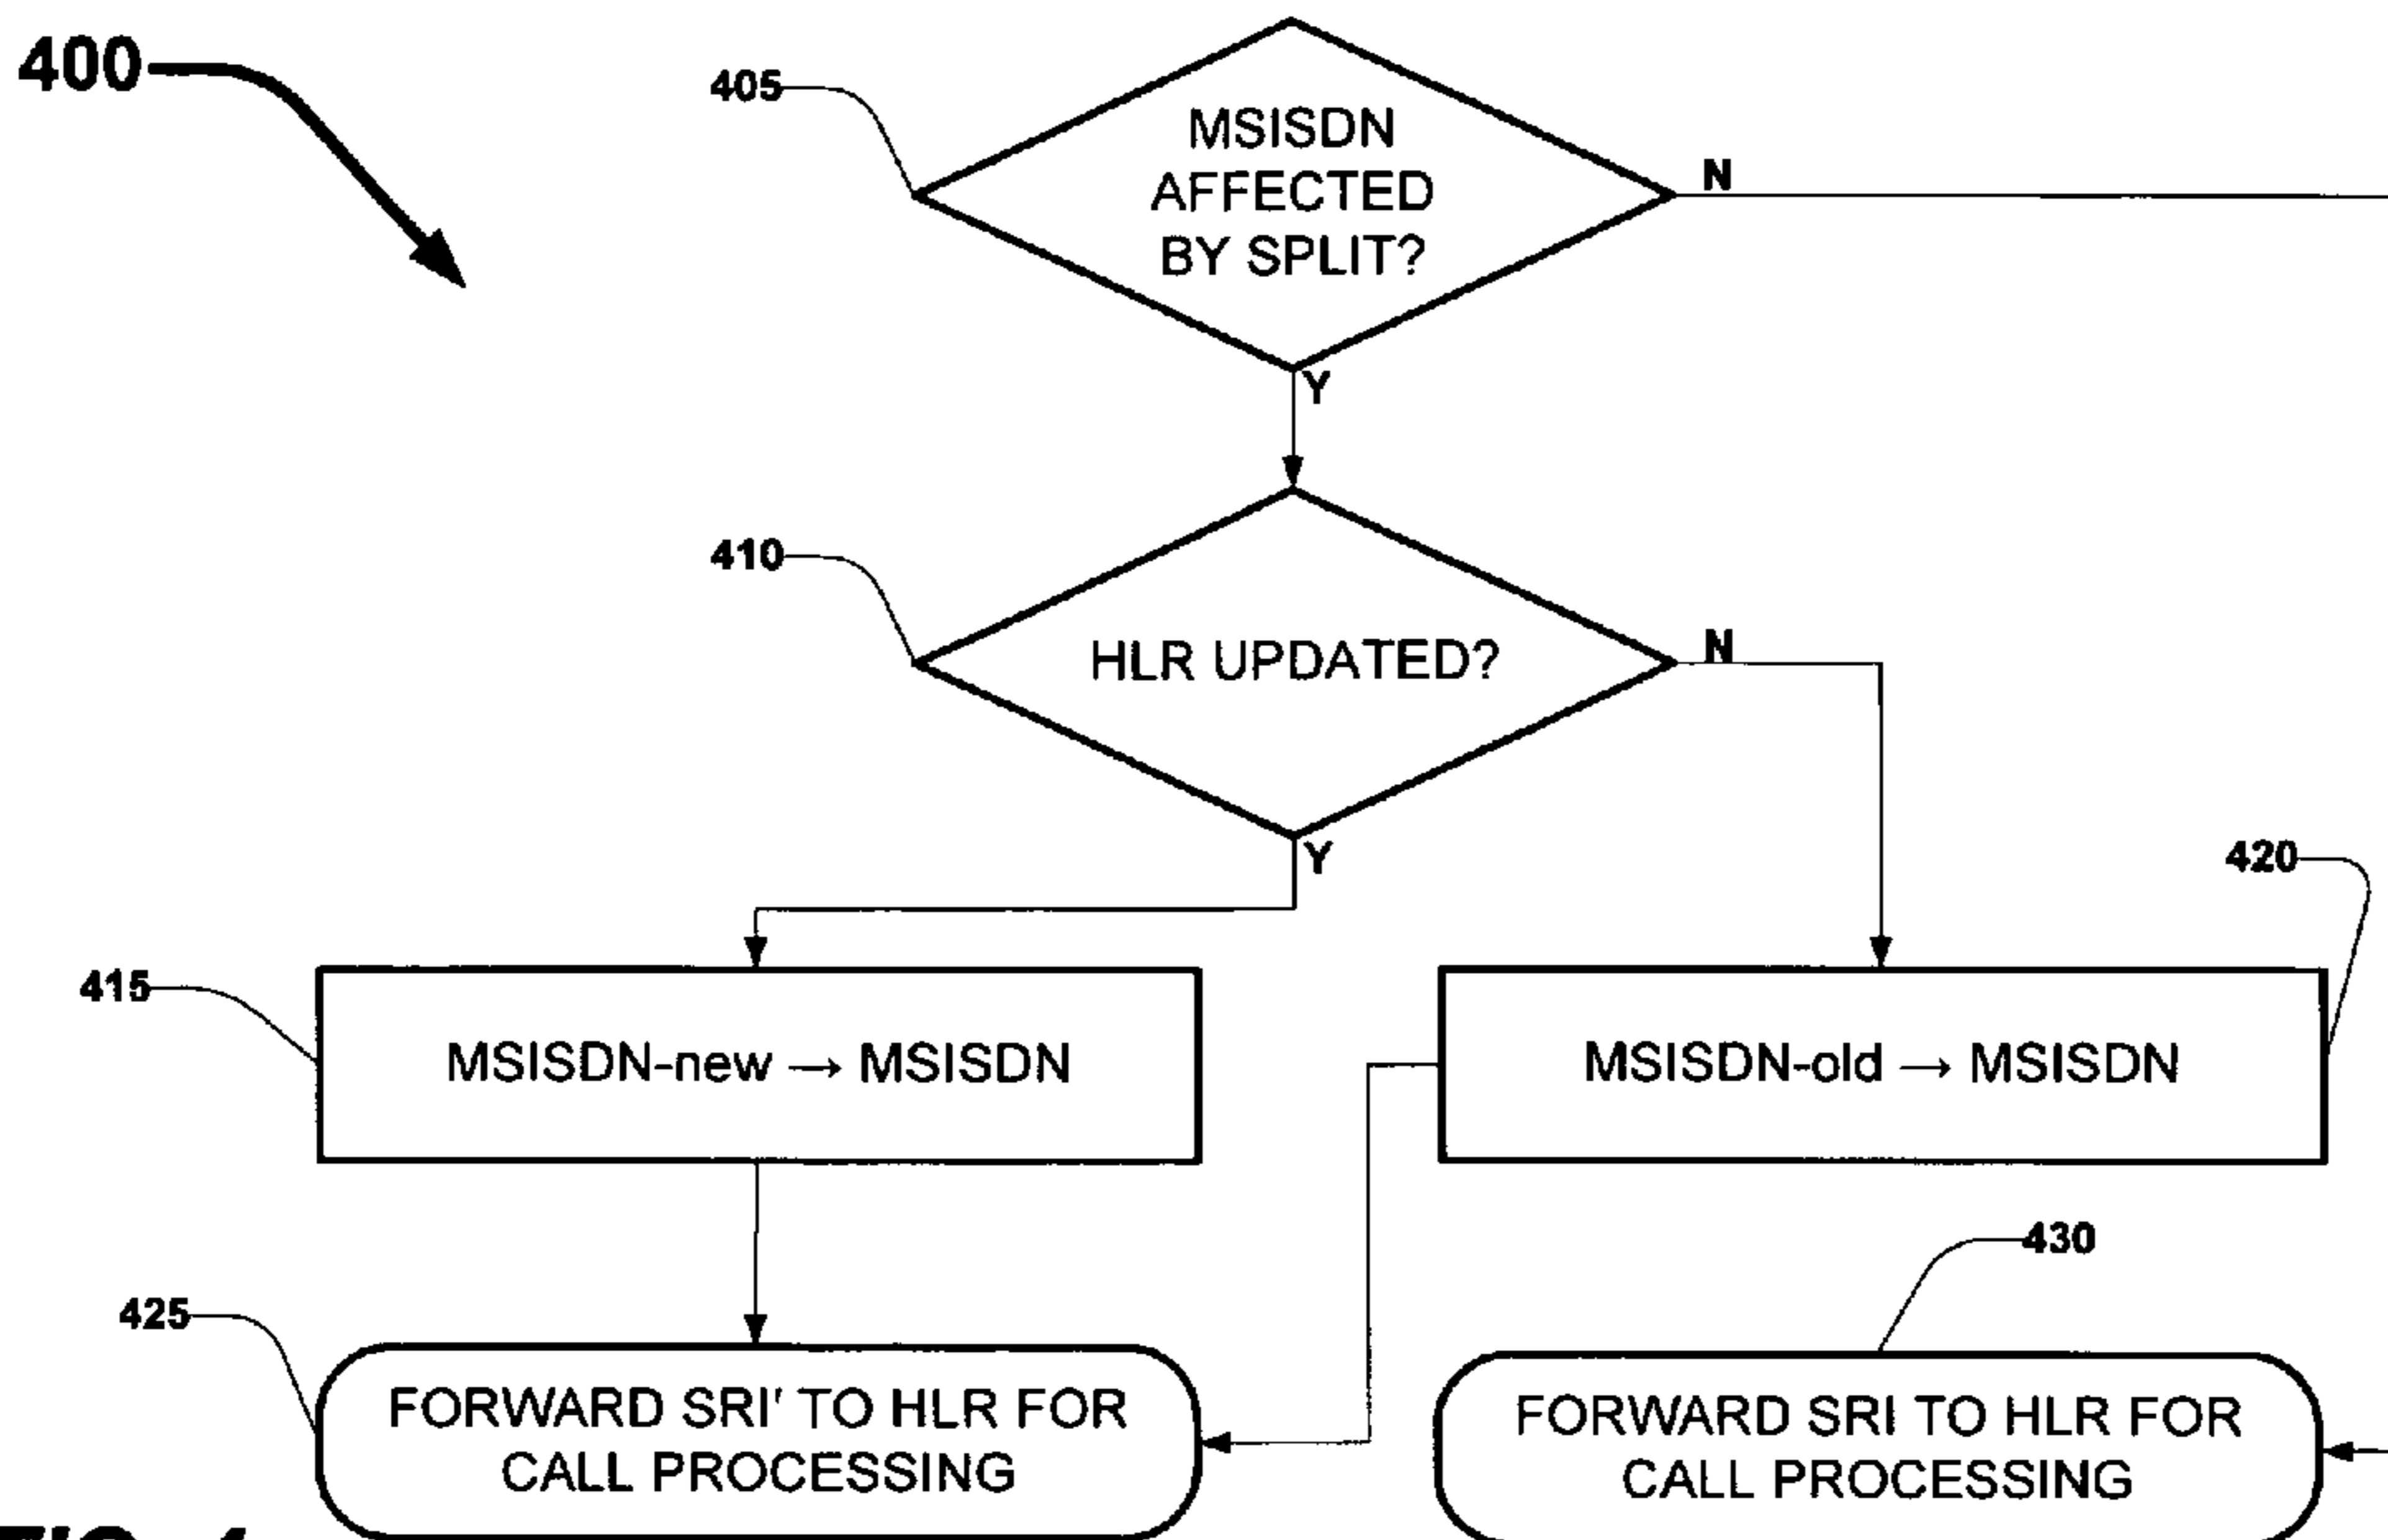 400
405
MSISDN
AFFECTED
BY SPLIT?
N
Y
410
HLR UPDATED?
N
Y
420
415
MSISDN-new → MSISDN
MSISDN-old → MSISDN
430
425
FORWARD SRI' TO HLR FOR
CALL PROCESSING
FORWARD SRI TO HLR FOR
CALL PROCESSING